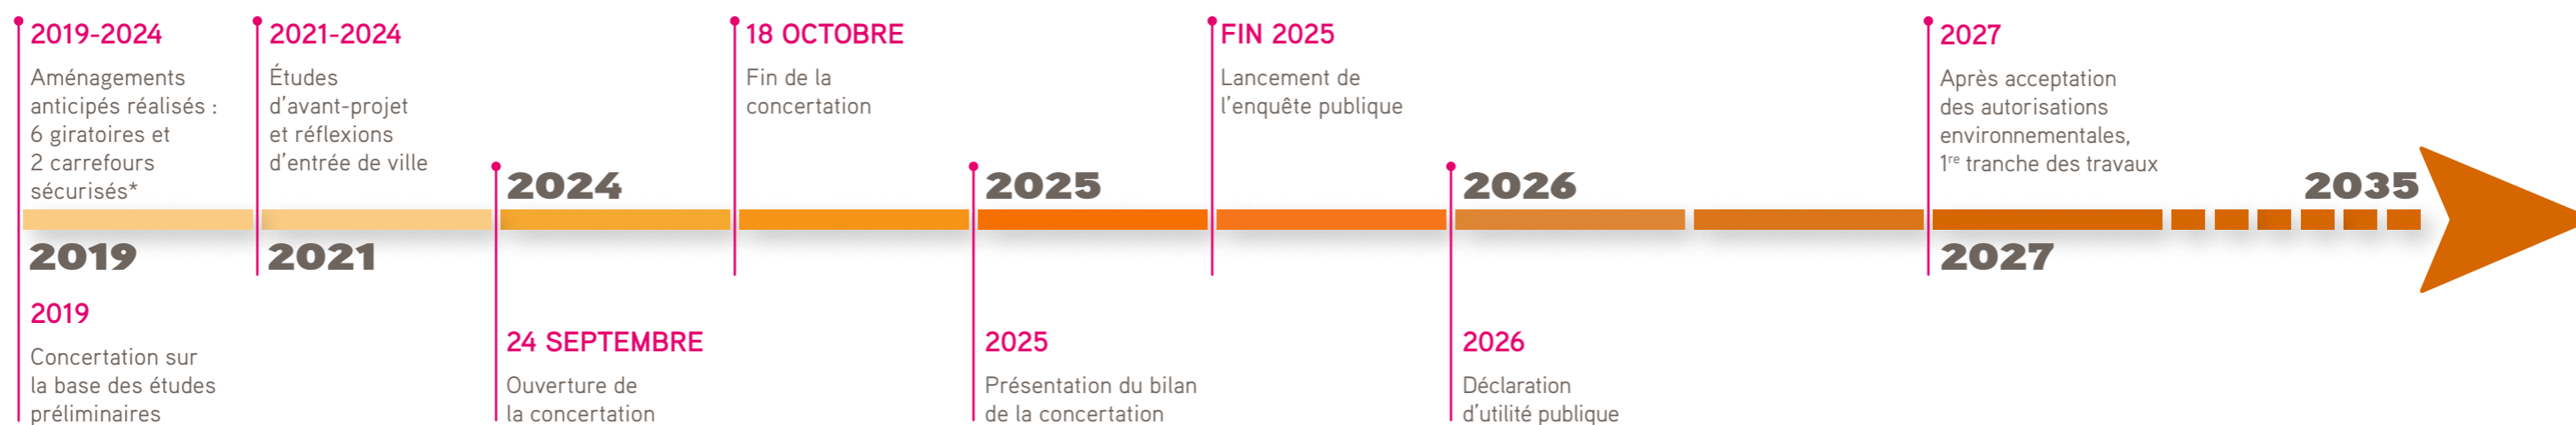 2019-2024
Aménagements
anticipés réalisés :
6 giratoires et
2 carrefours
sécurisés*
2019
2019
Concertation sur
la base des études
préliminaires
2021-2024
Études
d'avant-projet
et réflexions
d'entrée de ville
2021
2024
24 SEPTEMBRE
Ouverture de
la concertation
18 OCTOBRE
Fin de la
concertation
2025
2025
Présentation du bilan
de la concertation
FIN 2025
Lancement de
l'enquête publique
2026
2026
Déclaration
d'utilité publique
2027
Après acceptation
des autorisations
environnementales,
1re tranche des travaux
2027
2035